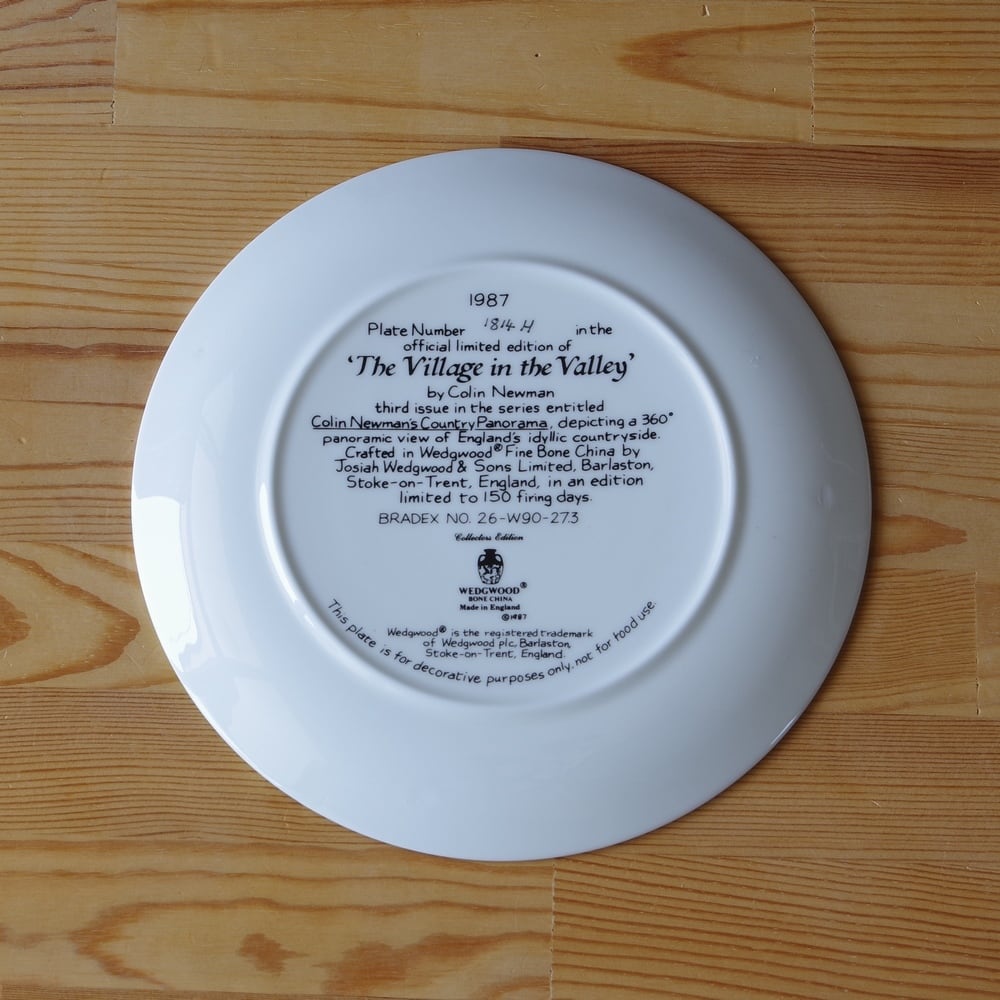 1987
Plate Number 1814 H in the
official limited edition of
'The Village in the Valley'
by Colin Newman
third issue in the series entitled
Colin Newman's Country Panorama, depicting a 360°
panoramic view of England's idyllic countryside.
Crafted in Wedgwood® Fine Bone China by
Josiah Wedgwood & Sons Limited, Barlaston,
Stoke-on-Trent, England, in an edition
limited to 150 firing days.
BRADEX NO. 26-W90-27.3
Collectors Edition
WEDGWOOD®
BONE CHINA
Made in England
©1987
Wedgwood® is the registered trademark
of Wedgwood plc, Barlaston,
Stoke-on-Trent, England.
This plate is for decorative purposes only, not for food use.